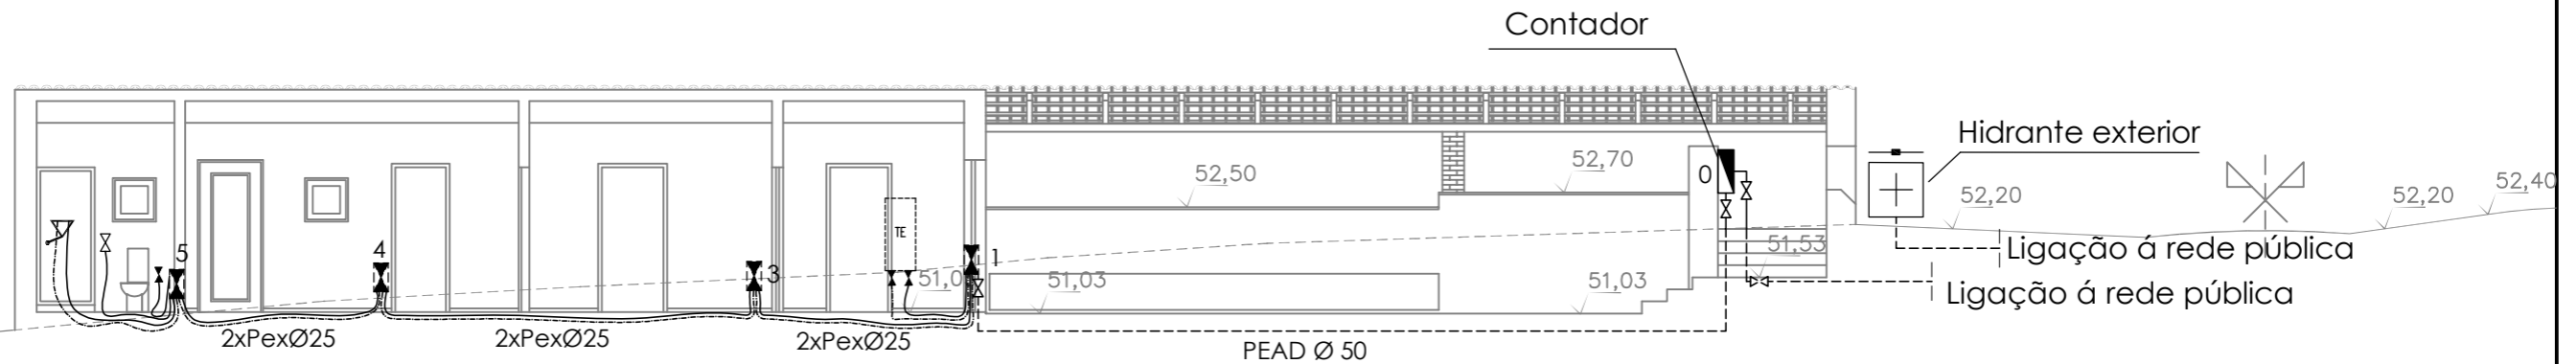 Contador
Hidrante exterior
52,50
52,70
0
52,20
52,20
52,40
5
4
3
TE
1
51,0
51,03
51,03
51,53
Ligação á rede pública
Ligação á rede pública
2xPexØ25
2xPexØ25
2xPexØ25
PEAD Ø 50